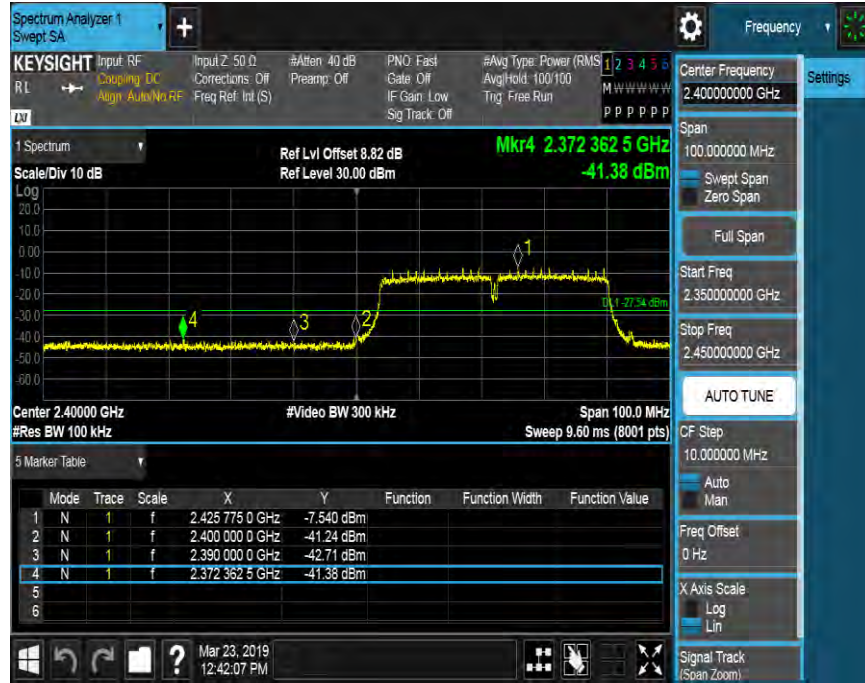 Spectrum Analyzer 1
Swept SA
+
Frequency
KEYSIGHT
RL
LXI
Input: RF
Coupling: DC
Align: Auto/No RF
Input Z: 50 Ω
Corrections: Off
Freq Ref: Int (S)
#Atten: 40 dB
Preamp: Off
PNO: Fast
Gate: Off
IF Gain: Low
Sig Track: Off
#Avg Type: Power (RMS
Avg|Hold: 100/100
Trig: Free Run
1 2 3 4 5 6
M W W W W W
P P P P P P
1 Spectrum
Scale/Div 10 dB
Ref Lvl Offset 8.82 dB
Ref Level 30.00 dBm
Mkr4 2.372 362 5 GHz
-41.38 dBm
Log
20.0
10.0
0.00
-10.0
-20.0
-30.0
-40.0
-50.0
-60.0
1
2
3
4
DL1 -27.54 dBm
Center 2.40000 GHz
#Res BW 100 kHz
#Video BW 300 kHz
Span 100.0 MHz
Sweep 9.60 ms (8001 pts)
5 Marker Table
Mode Trace Scale X Y Function Function Width Function Value
1 N 1 f 2.425 775 0 GHz -7.540 dBm
2 N 1 f 2.400 000 0 GHz -41.24 dBm
3 N 1 f 2.390 000 0 GHz -42.71 dBm
4 N 1 f 2.372 362 5 GHz -41.38 dBm
5
6
?
Mar 23, 2019
12:42:07 PM
Settings
Center Frequency
2.400000000 GHz
Span
100.000000 MHz
Swept Span
Zero Span
Full Span
Start Freq
2.350000000 GHz
Stop Freq
2.450000000 GHz
AUTO TUNE
CF Step
10.000000 MHz
Auto
Man
Freq Offset
0 Hz
X Axis Scale
Log
Lin
Signal Track
(Span Zoom)